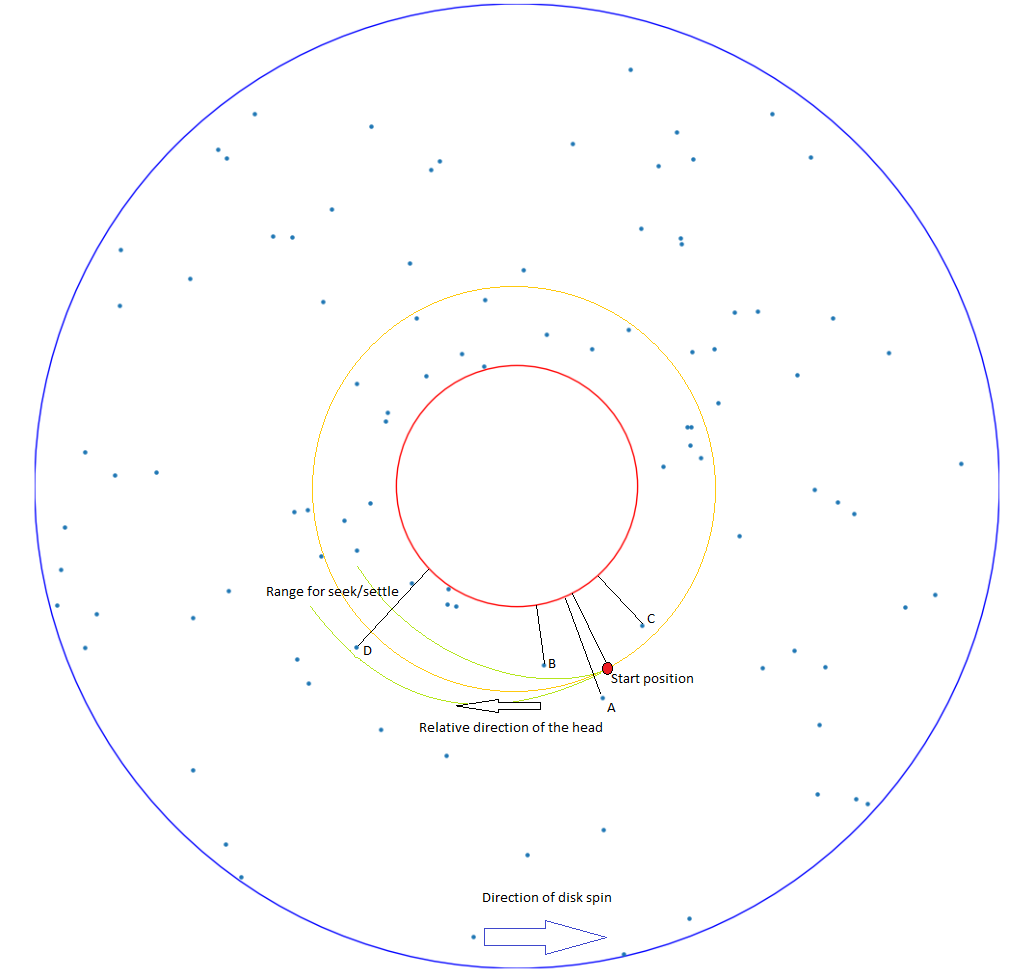 C
Range for seek/settle
D
B
Start position
A
Relative direction of the head
Direction of disk spin